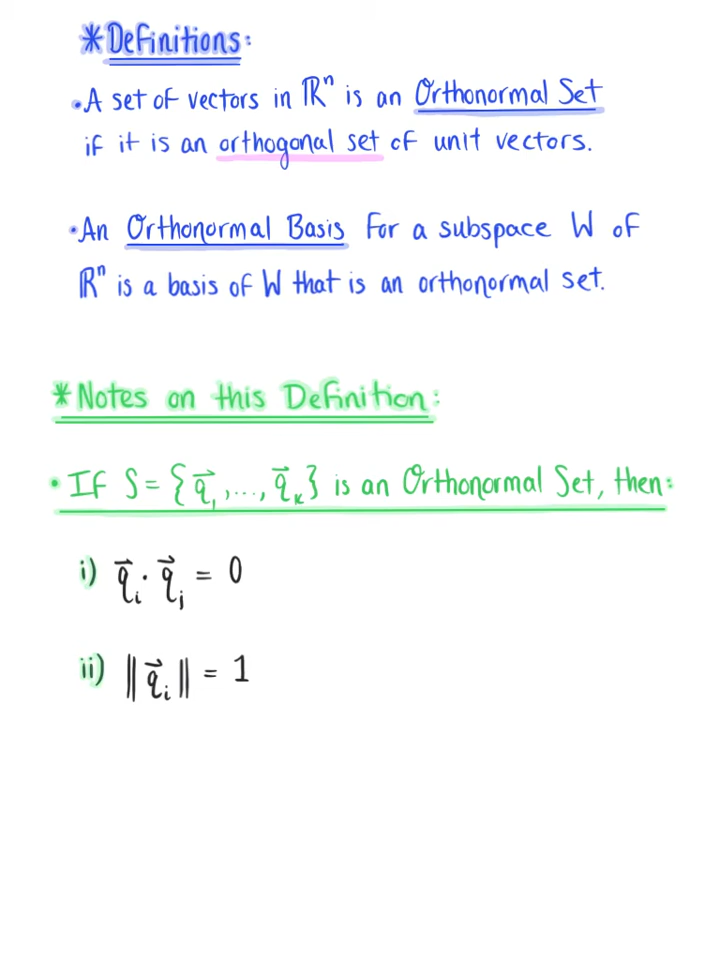 *Definitions:
•A set of vectors in ℝⁿ is an Orthonormal Set
if it is an orthogonal set of unit vectors.
•An Orthonormal Basis for a subspace W of
ℝⁿ is a basis of W that is an orthonormal set.
*Notes on this Definition:
•If S = {q⃗₁,...,q⃗ₖ} is an Orthonormal Set, then:
i) q⃗ᵢ · q⃗ⱼ = 0
ii) ||q⃗ᵢ|| = 1